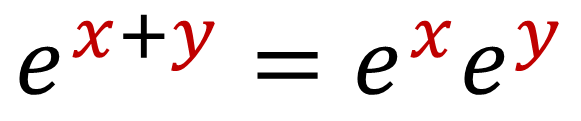 e^{x+y} = e^x e^y